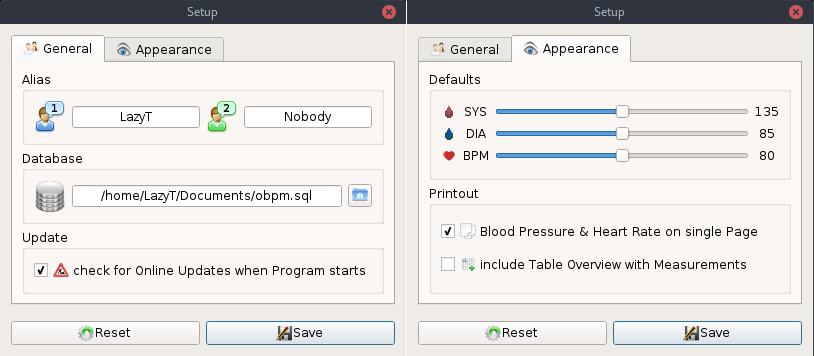 Setup
General Appearance
Alias
1 LazyT 2 Nobody
Database
/home/LazyT/Documents/obpm.sql
Update
check for Online Updates when Program starts
Reset Save
Setup
General Appearance
Defaults
SYS 135
DIA 85
BPM 80
Printout
Blood Pressure & Heart Rate on single Page
include Table Overview with Measurements
Reset Save